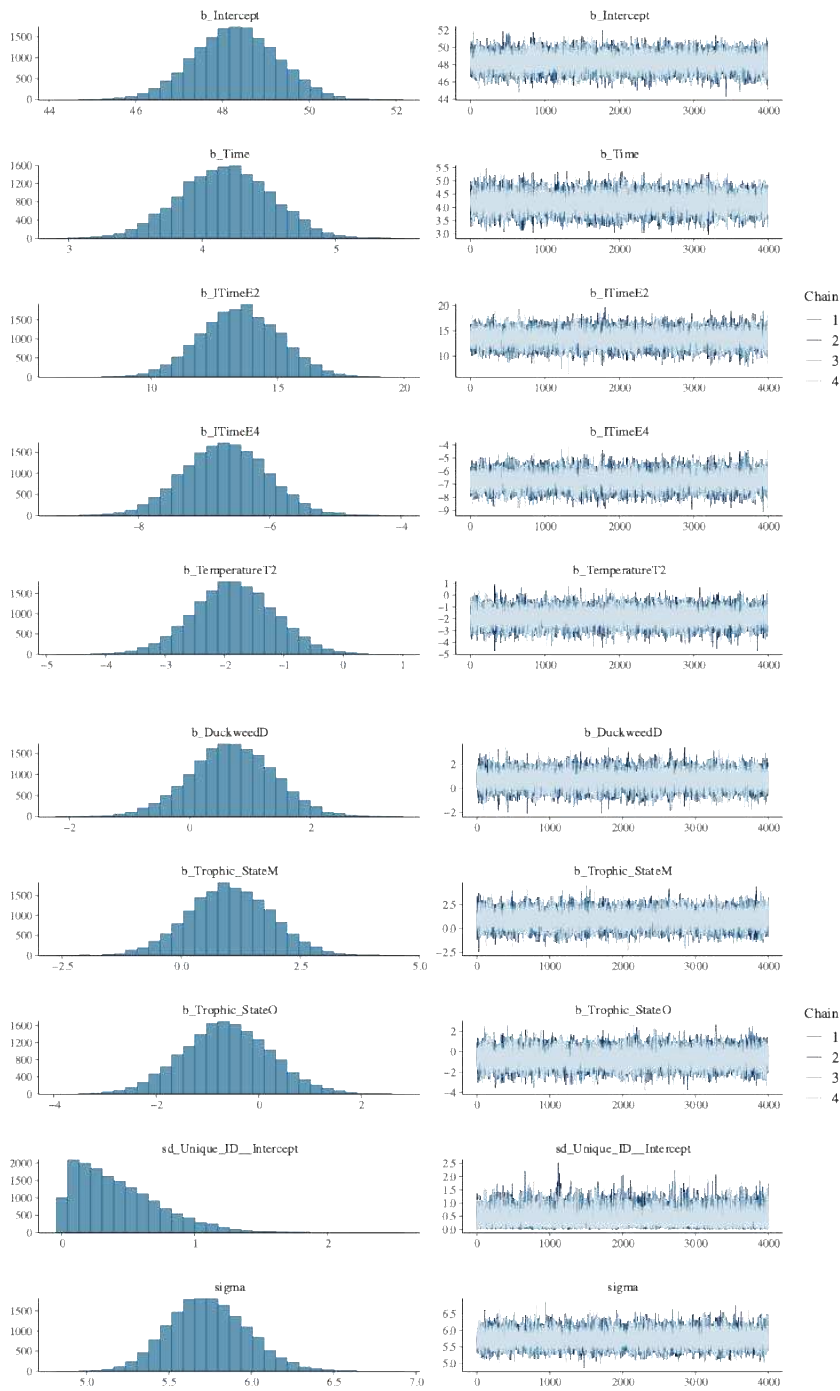 b_Intercept
1500
1000
500
0
44 46 48 50 52
b_Intercept
52
50
48
46
44
0 1000 2000 3000 4000
b_Time
1600
1200
800
400
0
3 4 5
b_Time
5.5
5.0
4.5
4.0
3.5
3.0
0 1000 2000 3000 4000
b_ITimeE2
1500
1000
500
0
10 15 20
b_ITimeE2
20
15
10
0 1000 2000 3000 4000
Chain
1
2
3
4
b_ITimeE4
1500
1000
500
0
−8 −6 −4
b_ITimeE4
−4
−5
−6
−7
−8
−9
0 1000 2000 3000 4000
b_TemperatureT2
1500
1000
500
0
−5 −4 −3 −2 −1 0 1
b_TemperatureT2
1
0
−1
−2
−3
−4
−5
0 1000 2000 3000 4000
b_DuckweedD
1500
1000
500
0
−2 0 2
b_DuckweedD
2
0
−2
0 1000 2000 3000 4000
b_Trophic_StateM
1500
1000
500
0
−2.5 0.0 2.5 5.0
b_Trophic_StateM
2.5
0.0
−2.5
0 1000 2000 3000 4000
b_Trophic_StateO
1600
1200
800
400
0
−4 −2 0 2
b_Trophic_StateO
2
0
−2
−4
0 1000 2000 3000 4000
Chain
1
2
3
4
sd_Unique_ID__Intercept
2000
1500
1000
500
0
0 1 2
sd_Unique_ID__Intercept
2.5
2.0
1.5
1.0
0.5
0.0
0 1000 2000 3000 4000
sigma
1500
1000
500
0
5.0 5.5 6.0 6.5 7.0
sigma
6.5
6.0
5.5
5.0
0 1000 2000 3000 4000